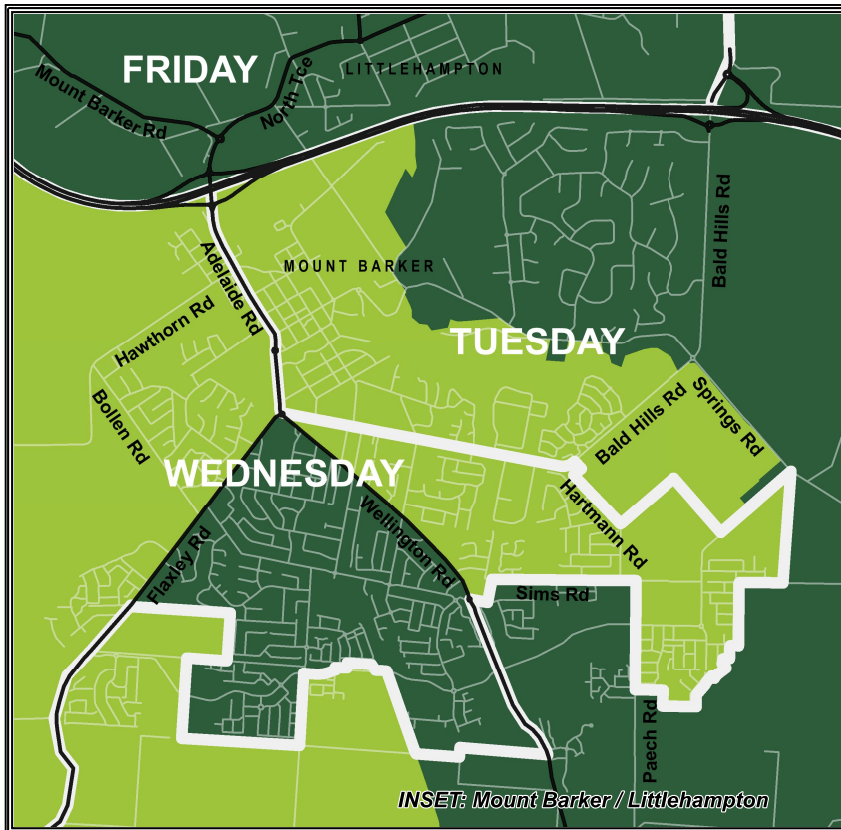 FRIDAY
LITTLEHAMPTON
Mount Barker Rd
North Tce
Bald Hills Rd
Adelaide Rd
MOUNT BARKER
Hawthorn Rd
TUESDAY
Bollen Rd
Bald Hills Rd
Springs Rd
WEDNESDAY
Wellington Rd
Hartmann Rd
Flaxley Rd
Sims Rd
Paech Rd
INSET: Mount Barker / Littlehampton